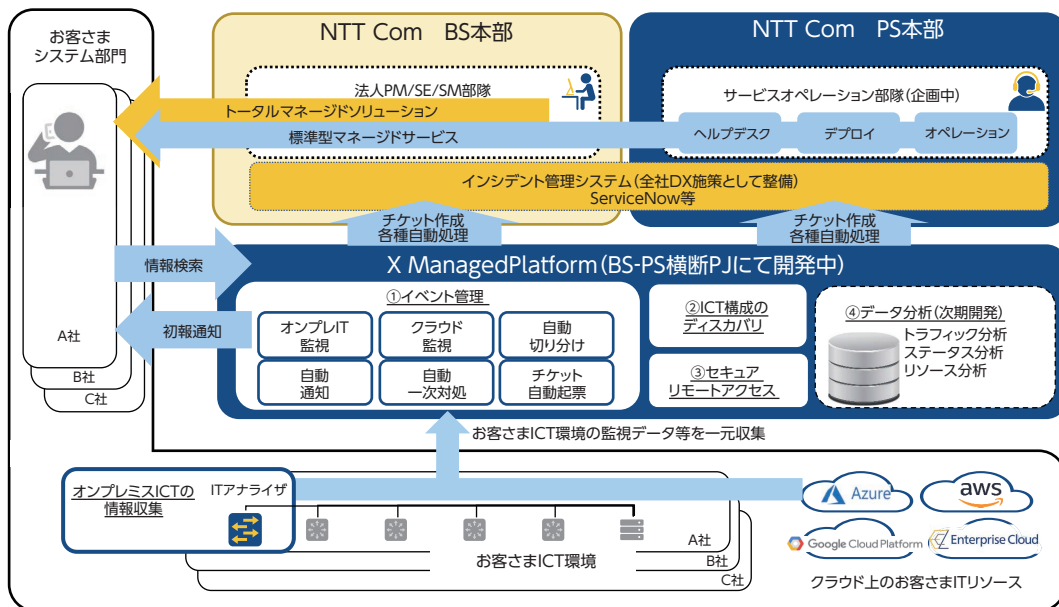 お客さま
システム部門
NTT Com　BS本部
法人PM/SE/SM部隊
トータルマネージドソリューション
標準型マネージドサービス
NTT Com　PS本部
サービスオペレーション部隊(企画中)
ヘルプデスク
デプロイ
オペレーション
インシデント管理システム(全社DX施策として整備)
ServiceNow等
チケット作成
各種自動処理
チケット作成
各種自動処理
情報検索
初報通知
A社
B社
C社
X ManagedPlatform(BS-PS横断PJにて開発中)
①イベント管理
オンプレIT
監視
クラウド
監視
自動
切り分け
自動
通知
自動
一次対処
チケット
自動起票
②ICT構成の
ディスカバリ
③セキュア
リモートアクセス
④データ分析(次期開発)
トラフィック分析
ステータス分析
リソース分析
お客さまICT環境の監視データ等を一元収集
オンプレミスICTの
情報収集
ITアナライザ
お客さまICT環境
A社
B社
C社
Azure
aws
Google Cloud Platform
Enterprise Cloud
クラウド上のお客さまITリソース